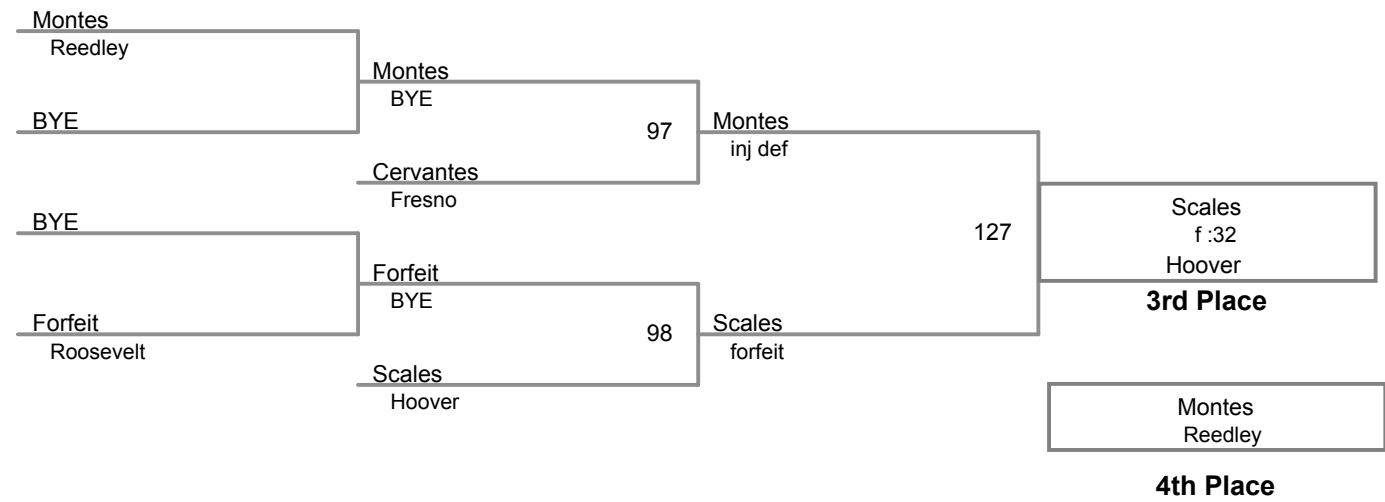 Montes
Reedley
BYE
BYE
Forfeit
Roosevelt
Montes
BYE
Cervantes
Fresno
97
Forfeit
BYE
Scales
Hoover
98
Montes
inj def
Scales
forfeit
127
Scales
f :32
Hoover
3rd Place
Montes
Reedley
4th Place